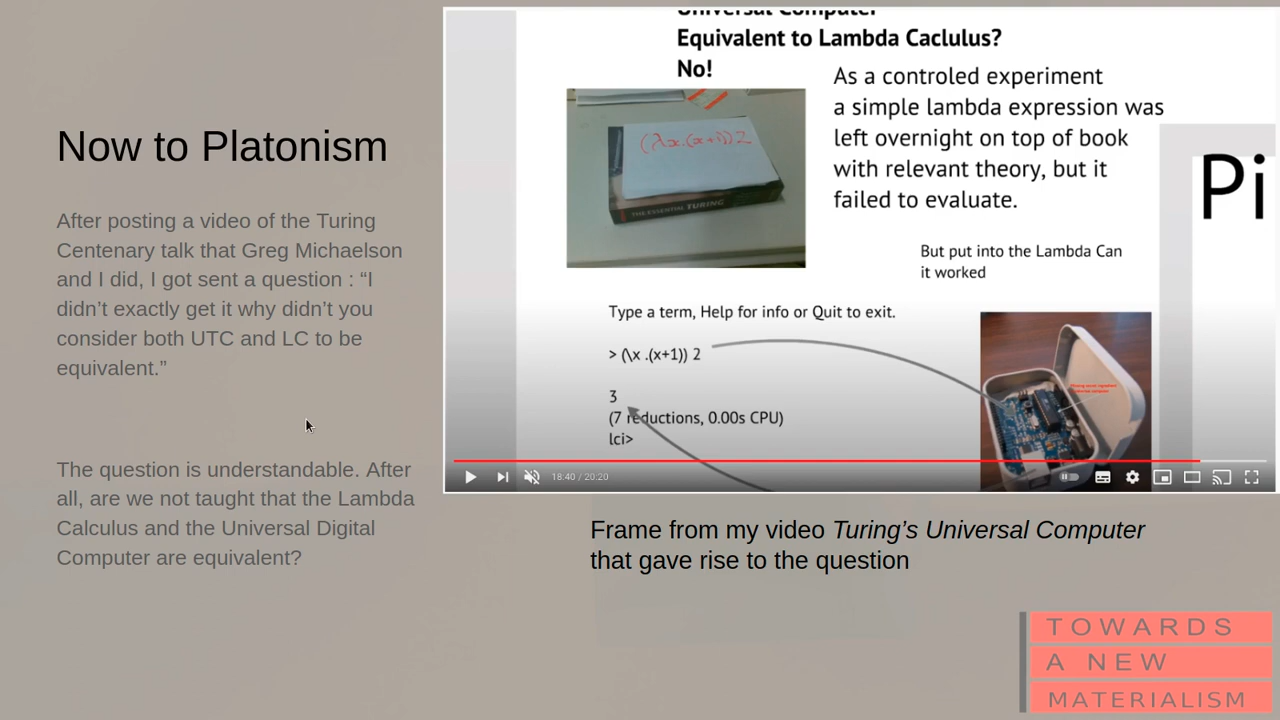 Now to Platonism
After posting a video of the Turing
Centenary talk that Greg Michaelson
and I did, I got sent a question : “I
didn’t exactly get it why didn’t you
consider both UTC and LC to be
equivalent.”
The question is understandable. After
all, are we not taught that the Lambda
Calculus and the Universal Digital
Computer are equivalent?
Universal Computer
Equivalent to Lambda Caclulus?
No!
(λx.(x+1)) 2
THE ESSENTIAL TURING
As a controled experiment
a simple lambda expression was
left overnight on top of book
with relevant theory, but it
failed to evaluate.
But put into the Lambda Can
it worked
Type a term, Help for info or Quit to exit.
> (\x .(x+1)) 2
3
(7 reductions, 0.00s CPU)
lci>
Pi
18:40 / 20:20
Frame from my video Turing’s Universal Computer
that gave rise to the question
TOWARDS
A NEW
MATERIALISM